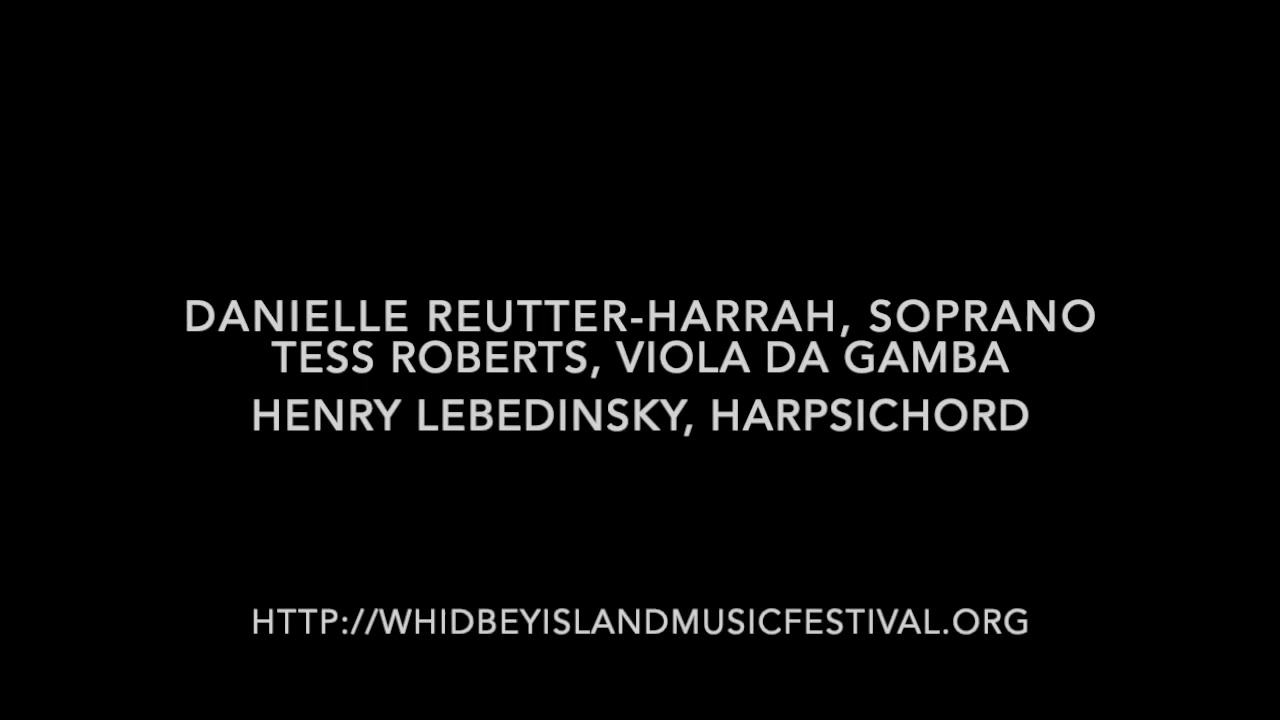 DANIELLE REUTTER-HARRAH, SOPRANO
TESS ROBERTS, VIOLA DA GAMBA
HENRY LEBEDINSKY, HARPSICHORD
HTTP://WHIDBEYISLANDMUSICFESTIVAL.ORG